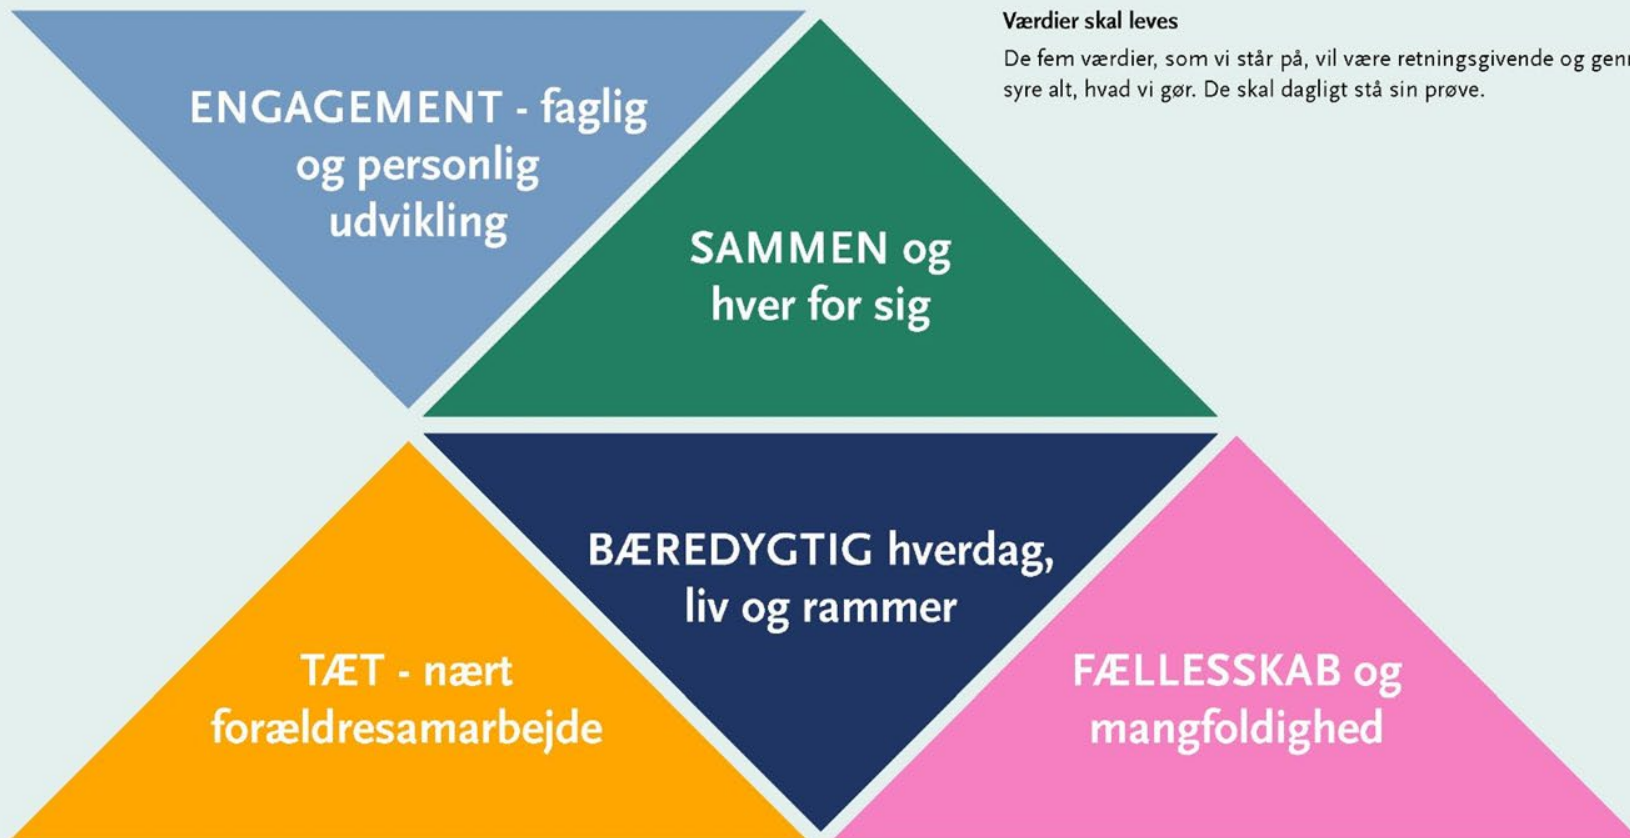 ENGAGEMENT - faglig
og personlig
udvikling
SAMMEN og
hver for sig
Værdier skal leves
De fem værdier, som vi står på, vil være retningsgivende og
syre alt, hvad vi gør. De skal dagligt stå sin prøve.
BÆREDYGTIG hverdag,
liv og rammer
TÆT - nært
forældresamarbejde
FÆLLESSKAB og
mangfoldighed